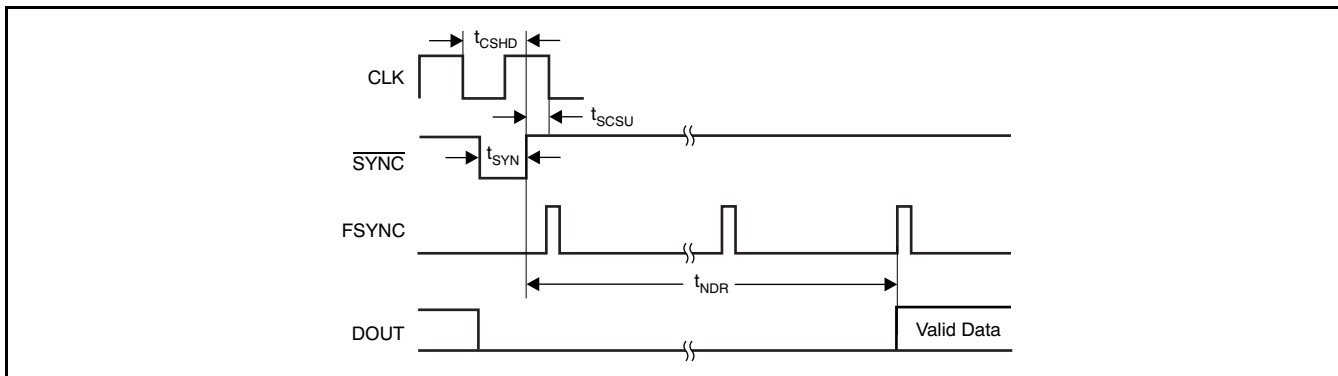 tCSHD
CLK
tSCSU
SYNC
tSYN
FSYNC
tNDR
DOUT
Valid Data